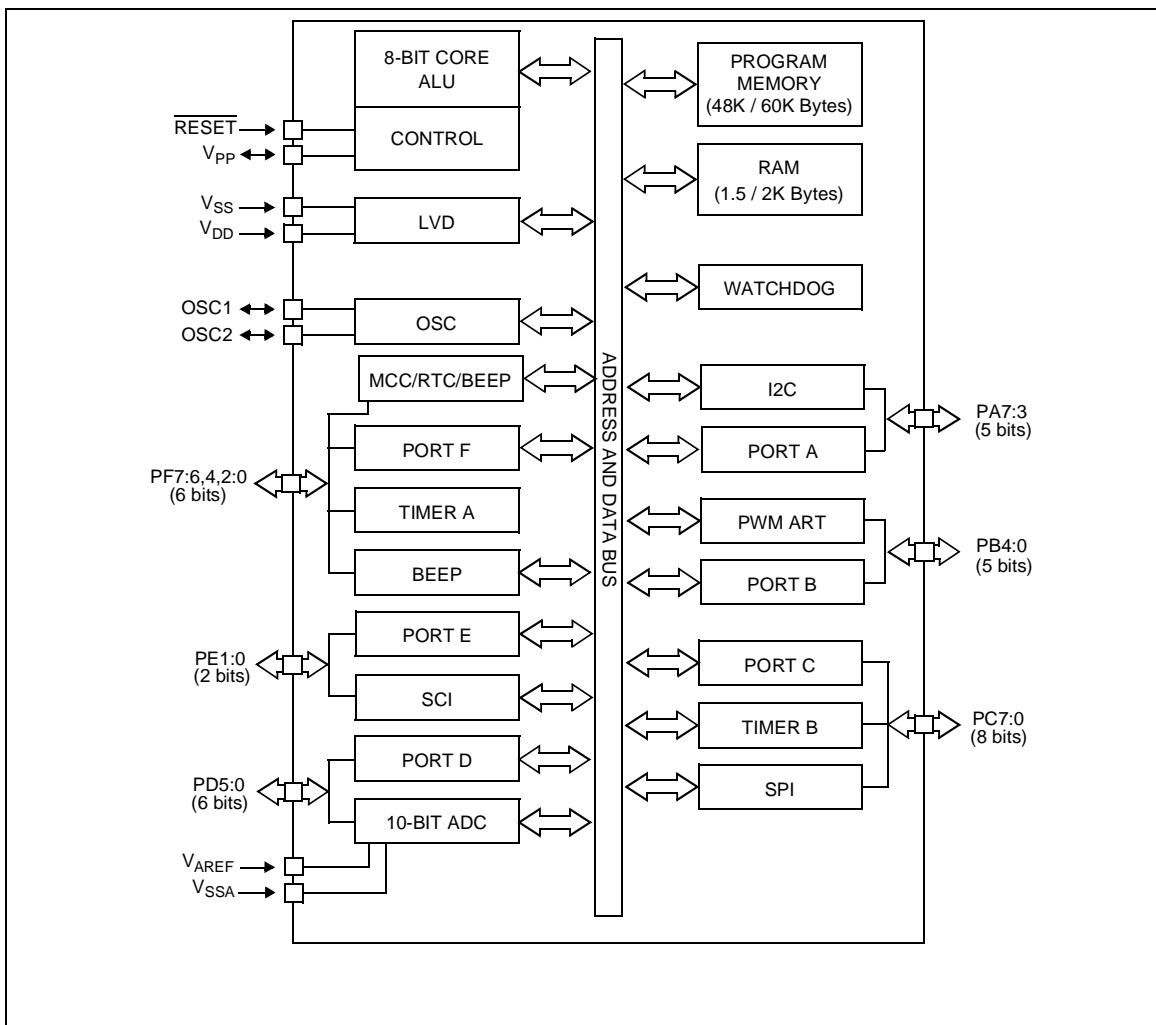 8-BIT CORE
ALU
CONTROL
RESET
VPP
VSS
VDD
LVD
OSC1
OSC2
OSC
MCC/RTC/BEEP
PORT F
PF7:6,4,2:0
(6 bits)
TIMER A
BEEP
PORT E
PE1:0
(2 bits)
SCI
PORT D
PD5:0
(6 bits)
10-BIT ADC
VAREF
VSSA
ADDRESS AND DATA BUS
PROGRAM
MEMORY
(48K / 60K Bytes)
RAM
(1.5 / 2K Bytes)
WATCHDOG
I2C
PA7:3
(5 bits)
PORT A
PWM ART
PB4:0
(5 bits)
PORT B
PORT C
TIMER B
PC7:0
(8 bits)
SPI